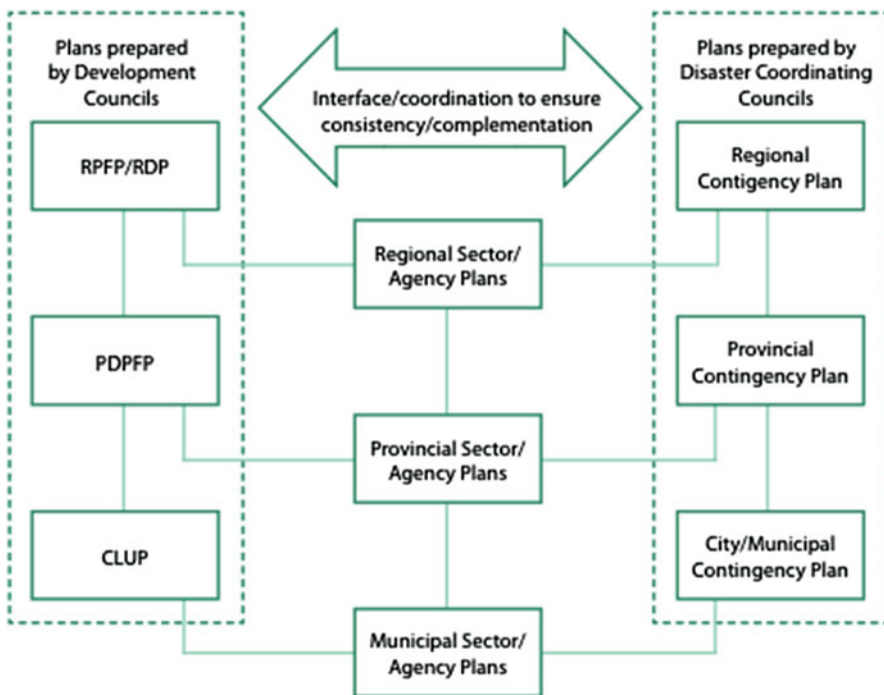 Plans prepared
by Development
Councils
Interface/coordination to ensure
consistency/complementation
Plans prepared by
Disaster Coordinating
Councils
RPFP/RDP
Regional
Contigency Plan
Regional Sector/
Agency Plans
PDPFP
Provincial
Contingency Plan
Provincial Sector/
Agency Plans
CLUP
City/Municipal
Contingency Plan
Municipal Sector/
Agency Plans